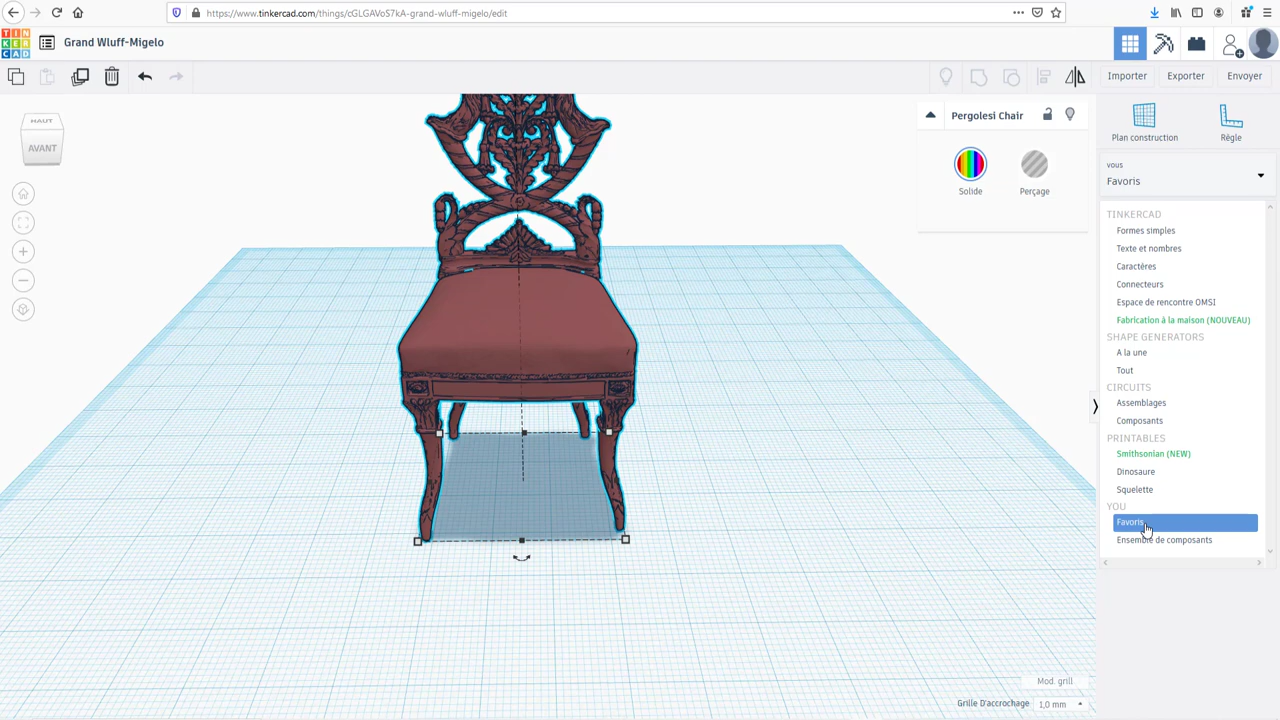 https://www.tinkercad.com/things/cGLGAVoS7kA-grand-wluff-migelo/edit
TIN
KER
CAD
Grand Wluff-Migelo
Importer
Exporter
Envoyer
HAUT
AVANT
Pergolesi Chair
Solide
Perçage
Plan construction
Règle
vous
Favoris
TINKERCAD
Formes simples
Texte et nombres
Caractères
Connecteurs
Espace de rencontre OMSI
Fabrication à la maison (NOUVEAU)
SHAPE GENERATORS
A la une
Tout
CIRCUITS
Assemblages
Composants
PRINTABLES
Smithsonian (NEW)
Dinosaure
Squelette
YOU
Favoris
Ensemble de composants
Mod. grill
Grille D'accrochage
1,0 mm